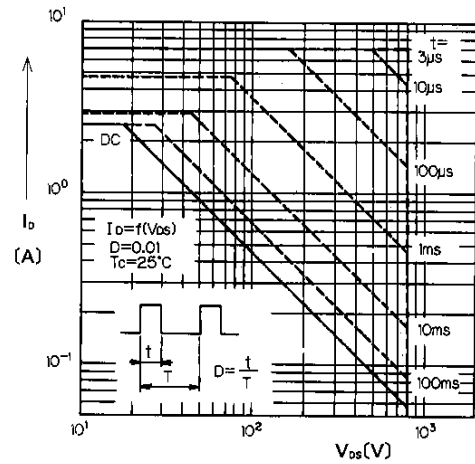 10¹
t=
3μs
10μs
DC
100μs
10⁰
I_D
(A)
I_D=f(V_DS)
D=0.01
Tc=25°C
1ms
t
T
D=t/T
10ms
10⁻¹
100ms
10¹
10²
10³
V_DS(V)